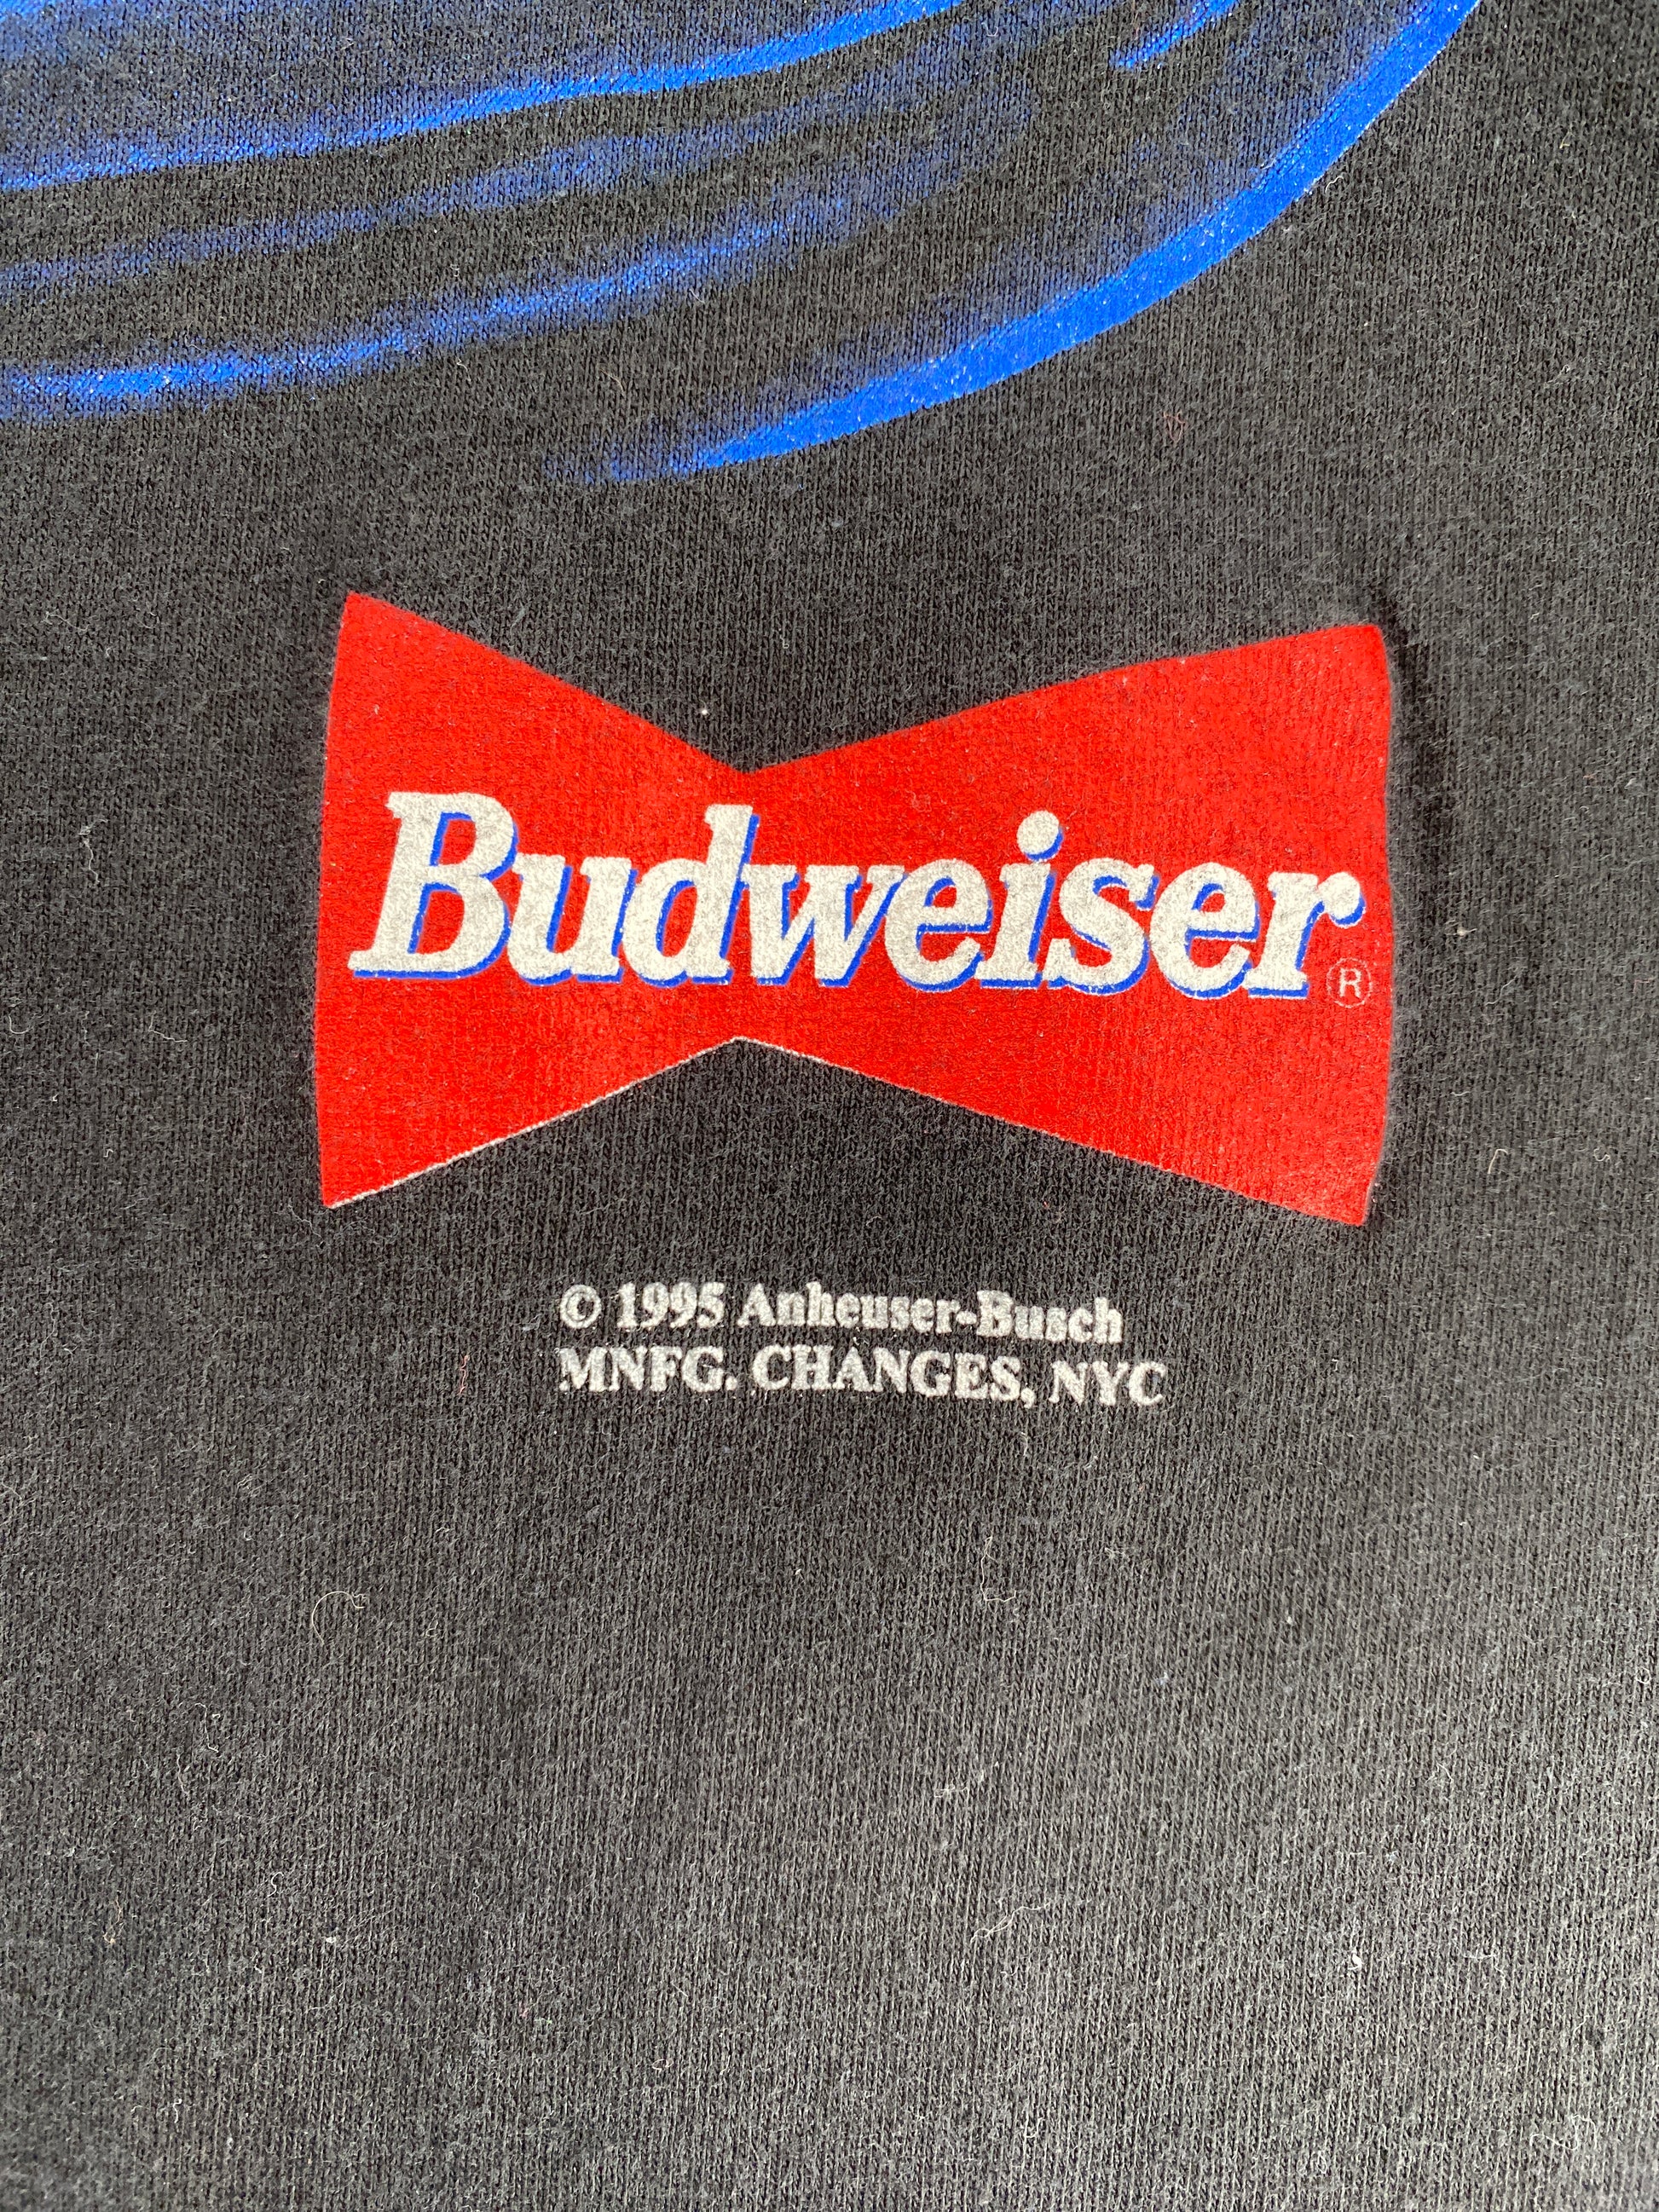 Budweiser®
© 1995 Anheuser-Busch
MNFG. CHANGES, NYC